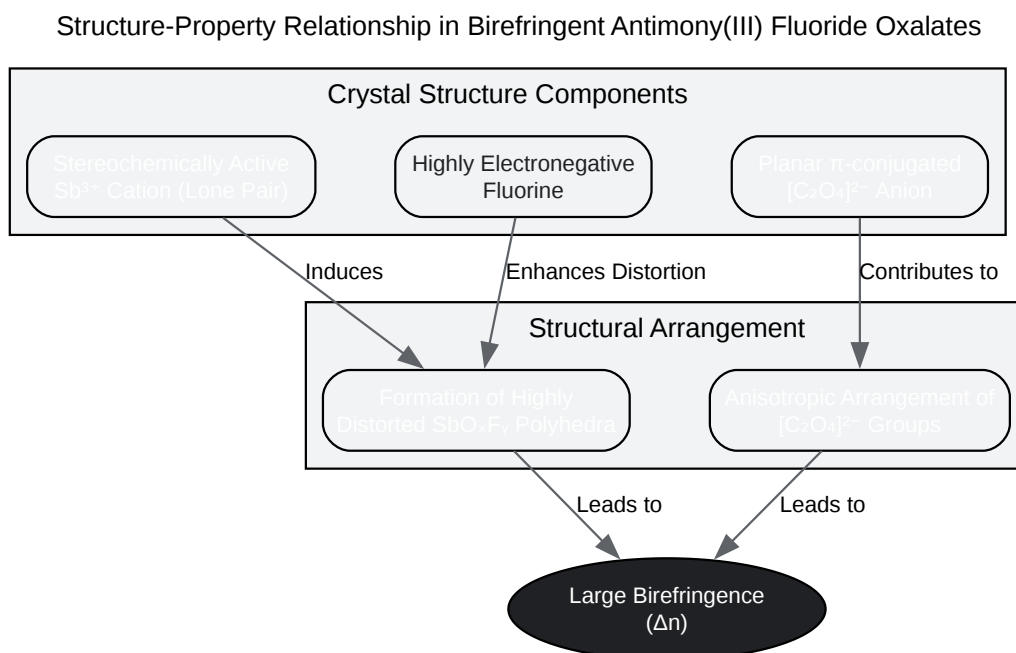 Structure-Property Relationship in Birefringent Antimony(III) Fluoride Oxalates
Crystal Structure Components
Stereochemically Active
Sb³⁺ Cation (Lone Pair)
Highly Electronegative
Fluorine
Planar π-conjugated
[C₂O₄]²⁻ Anion
Induces
Enhances Distortion
Contributes to
Structural Arrangement
Formation of Highly
Distorted SbOₓFᵧ Polyhedra
Anisotropic Arrangement of
[C₂O₄]²⁻ Groups
Leads to
Leads to
Large Birefringence
(Δn)